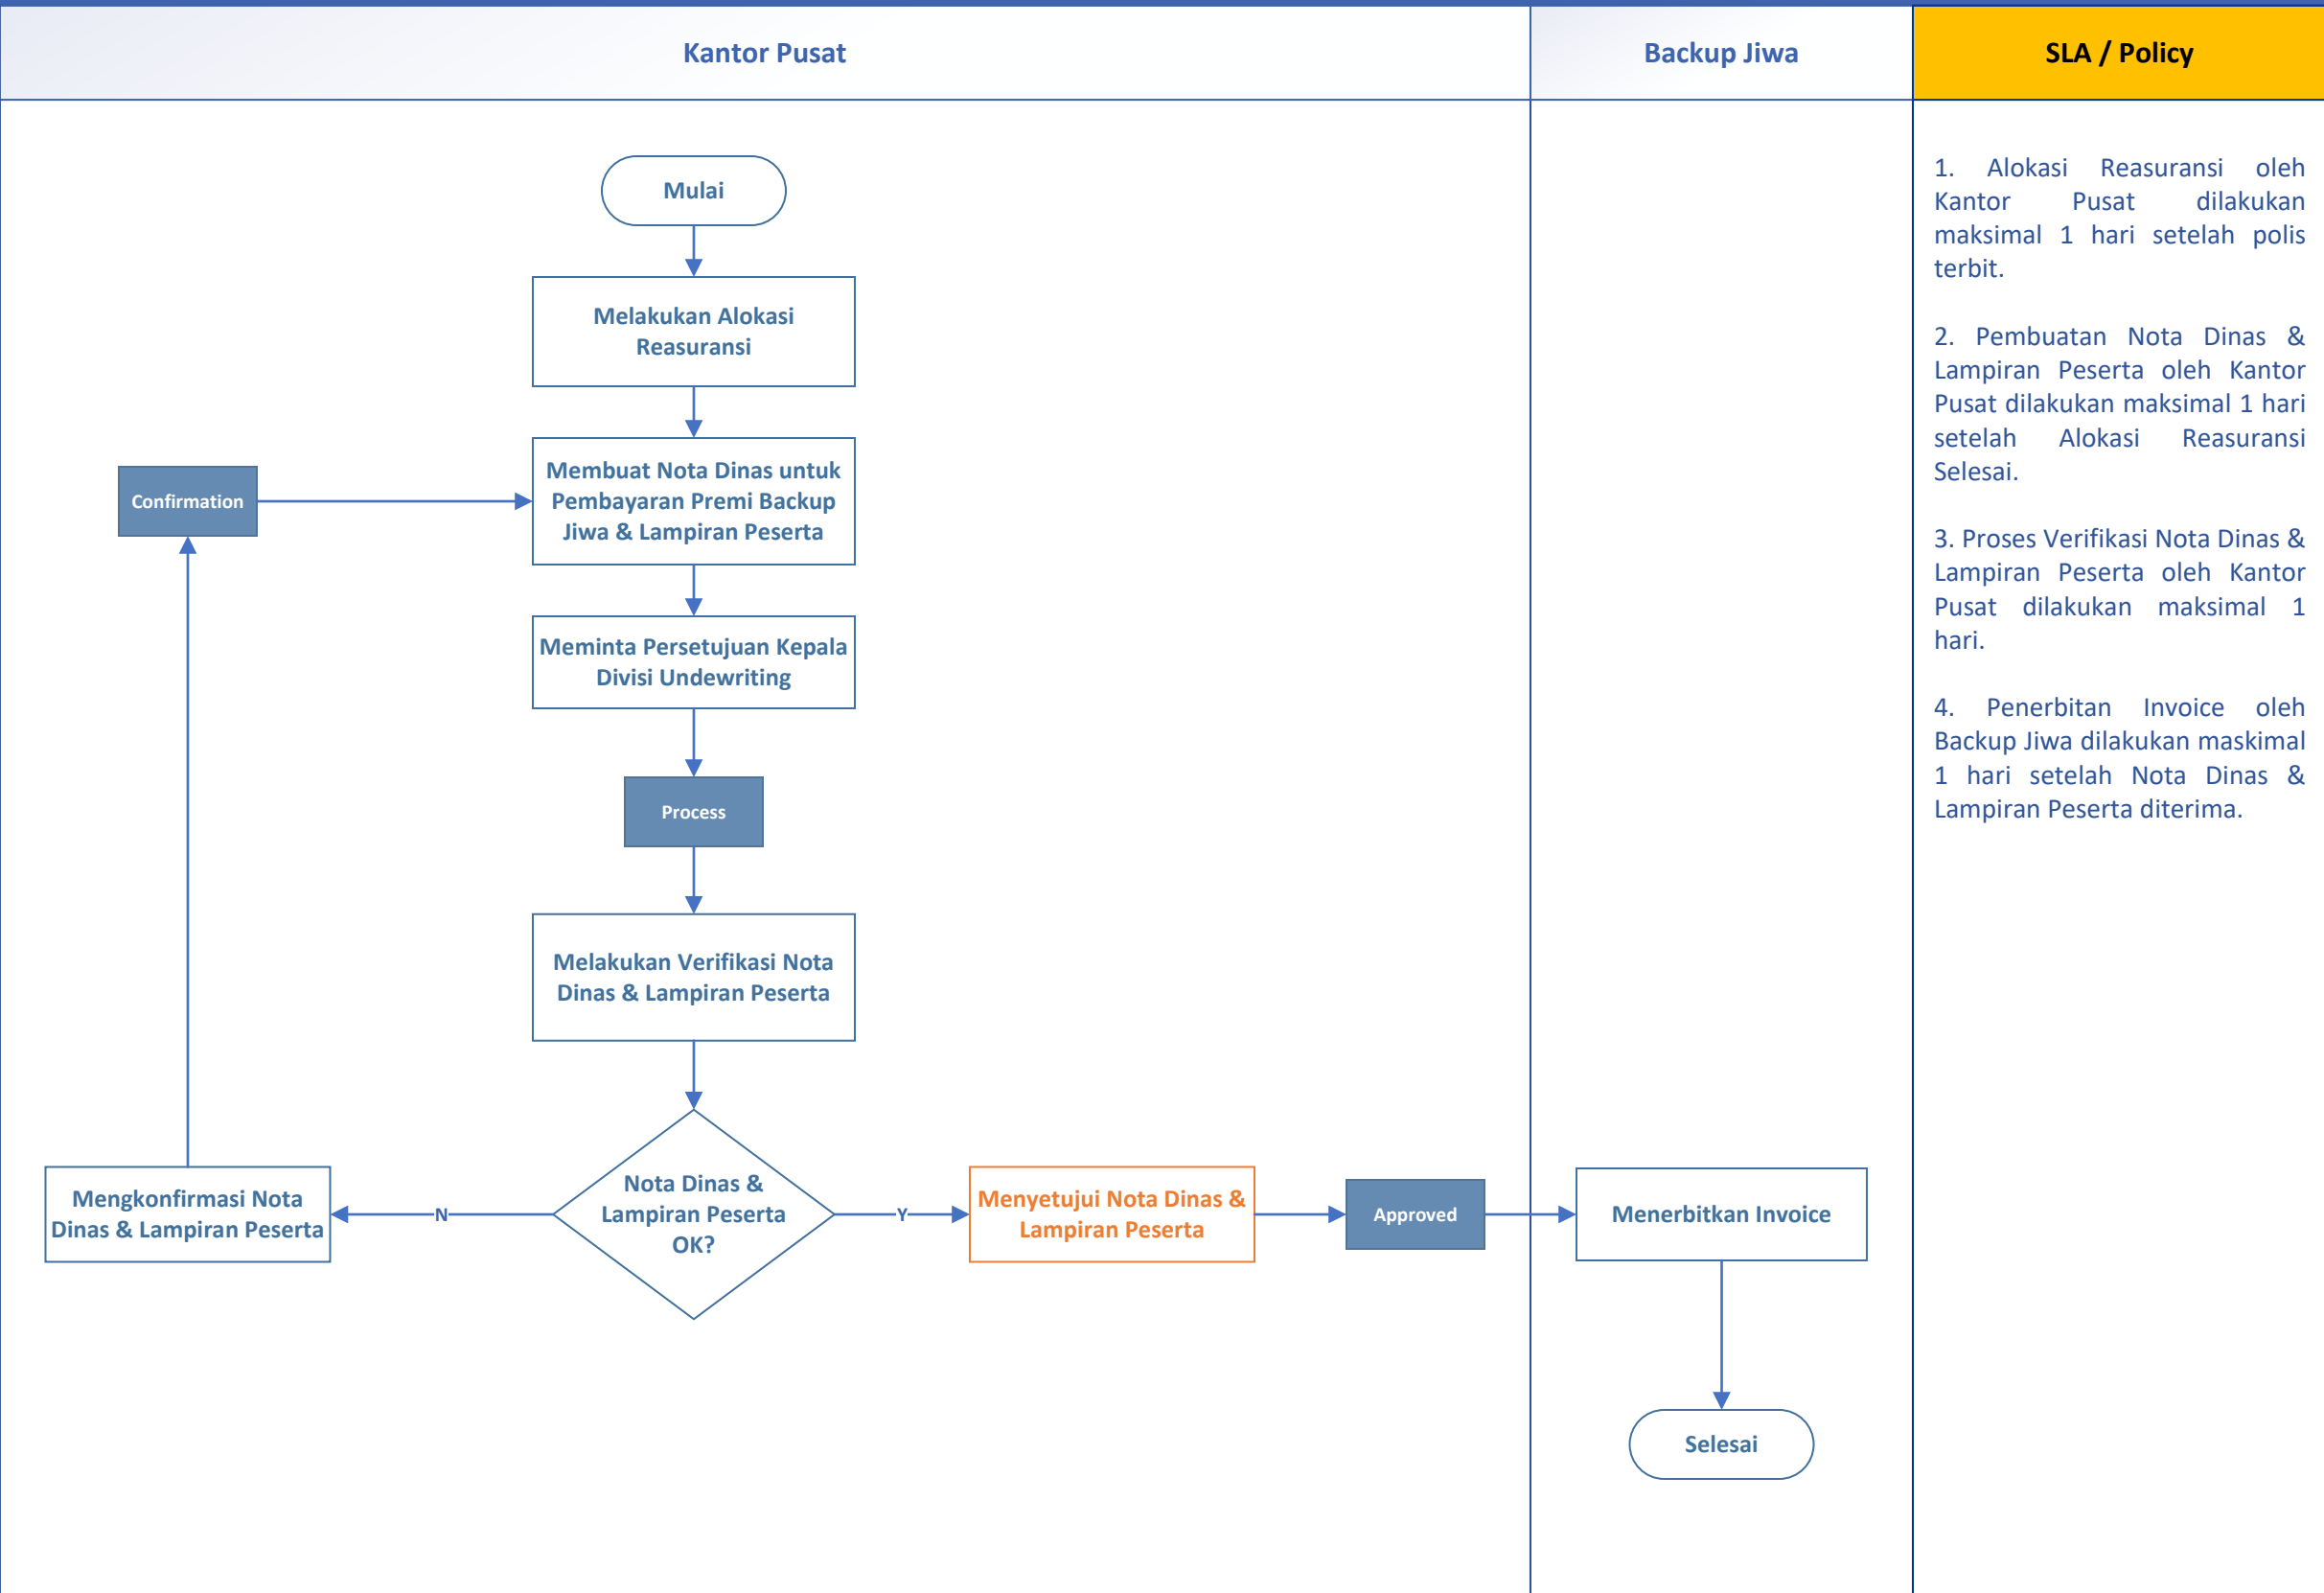 Kantor Pusat
Backup Jiwa
SLA / Policy
Mulai
Melakukan Alokasi
Reasuransi
Confirmation
Membuat Nota Dinas untuk
Pembayaran Premi Backup
Jiwa & Lampiran Peserta
Meminta Persetujuan Kepala
Divisi Undewriting
Process
Melakukan Verifikasi Nota
Dinas & Lampiran Peserta
Mengkonfirmasi Nota
Dinas & Lampiran Peserta
N
Nota Dinas &
Lampiran Peserta
OK?
Y
Menyetujui Nota Dinas &
Lampiran Peserta
Approved
Menerbitkan Invoice
Selesai
1. Alokasi Reasuransi oleh
Kantor Pusat dilakukan
maksimal 1 hari setelah polis
terbit.
2. Pembuatan Nota Dinas &
Lampiran Peserta oleh Kantor
Pusat dilakukan maksimal 1 hari
setelah Alokasi Reasuransi
Selesai.
3. Proses Verifikasi Nota Dinas &
Lampiran Peserta oleh Kantor
Pusat dilakukan maksimal 1
hari.
4. Penerbitan Invoice oleh
Backup Jiwa dilakukan maskimal
1 hari setelah Nota Dinas &
Lampiran Peserta diterima.